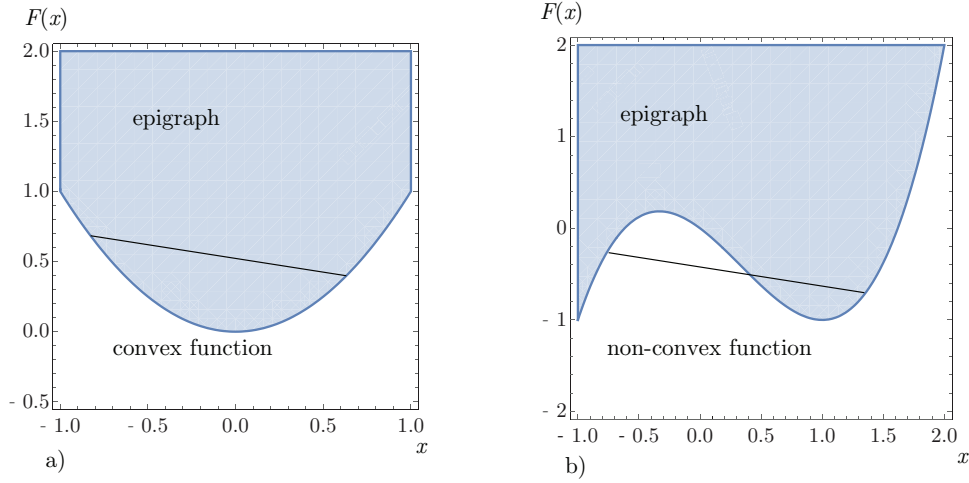 F(x)
2.0
1.5
1.0
0.5
0.0
- 0.5
epigraph
convex function
- 1.0 - 0.5 0.0 0.5 1.0
x
a)
F(x)
2
1
0
- 1
- 2
epigraph
non-convex function
- 1.0 - 0.5 0.0 0.5 1.0 1.5 2.0
x
b)